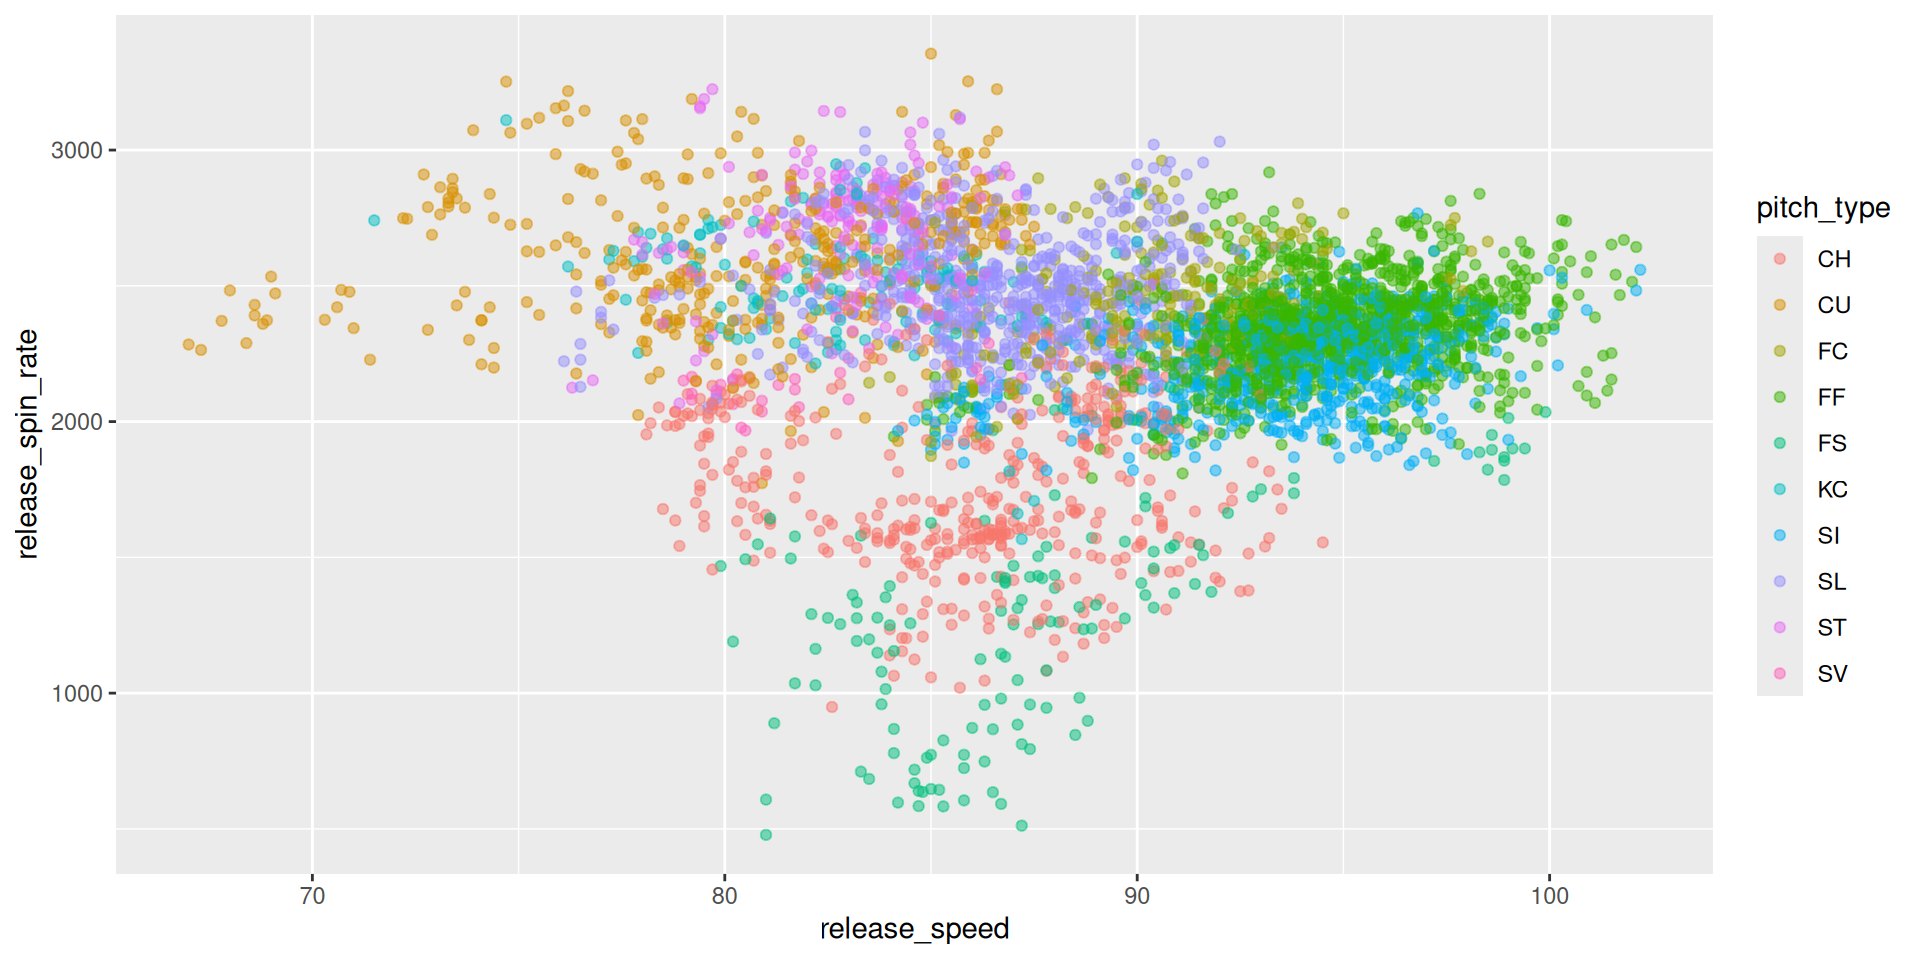 3000
2000
1000
release_spin_rate
70
80
90
100
release_speed
pitch_type
CH
CU
FC
FF
FS
KC
SI
SL
ST
SV